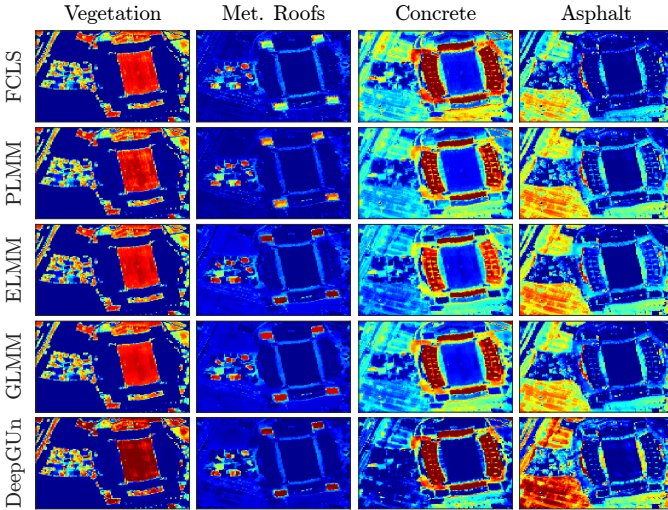 Vegetation Met. Roofs Concrete Asphalt
FCLS
PLMM
ELMM
GLMM
DeepGUn